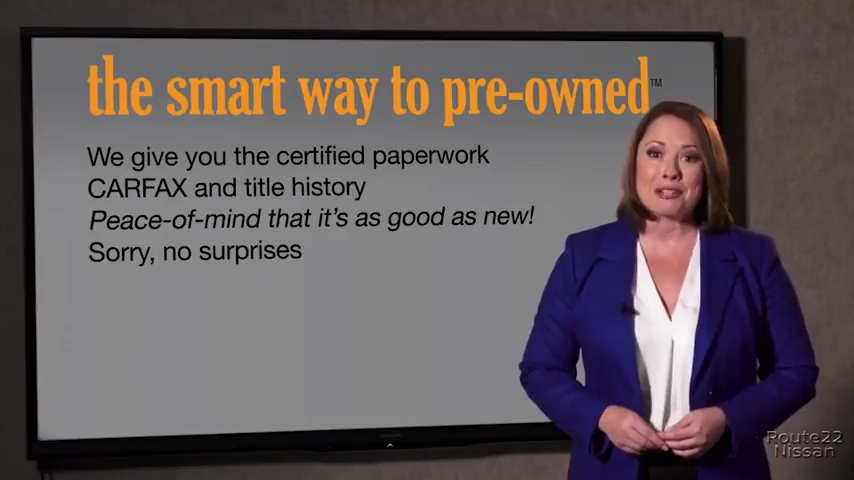 the smart way to pre-owned™
We give you the certified paperwork
CARFAX and title history
Peace-of-mind that it's as good as new!
Sorry, no surprises
Route22
Nissan